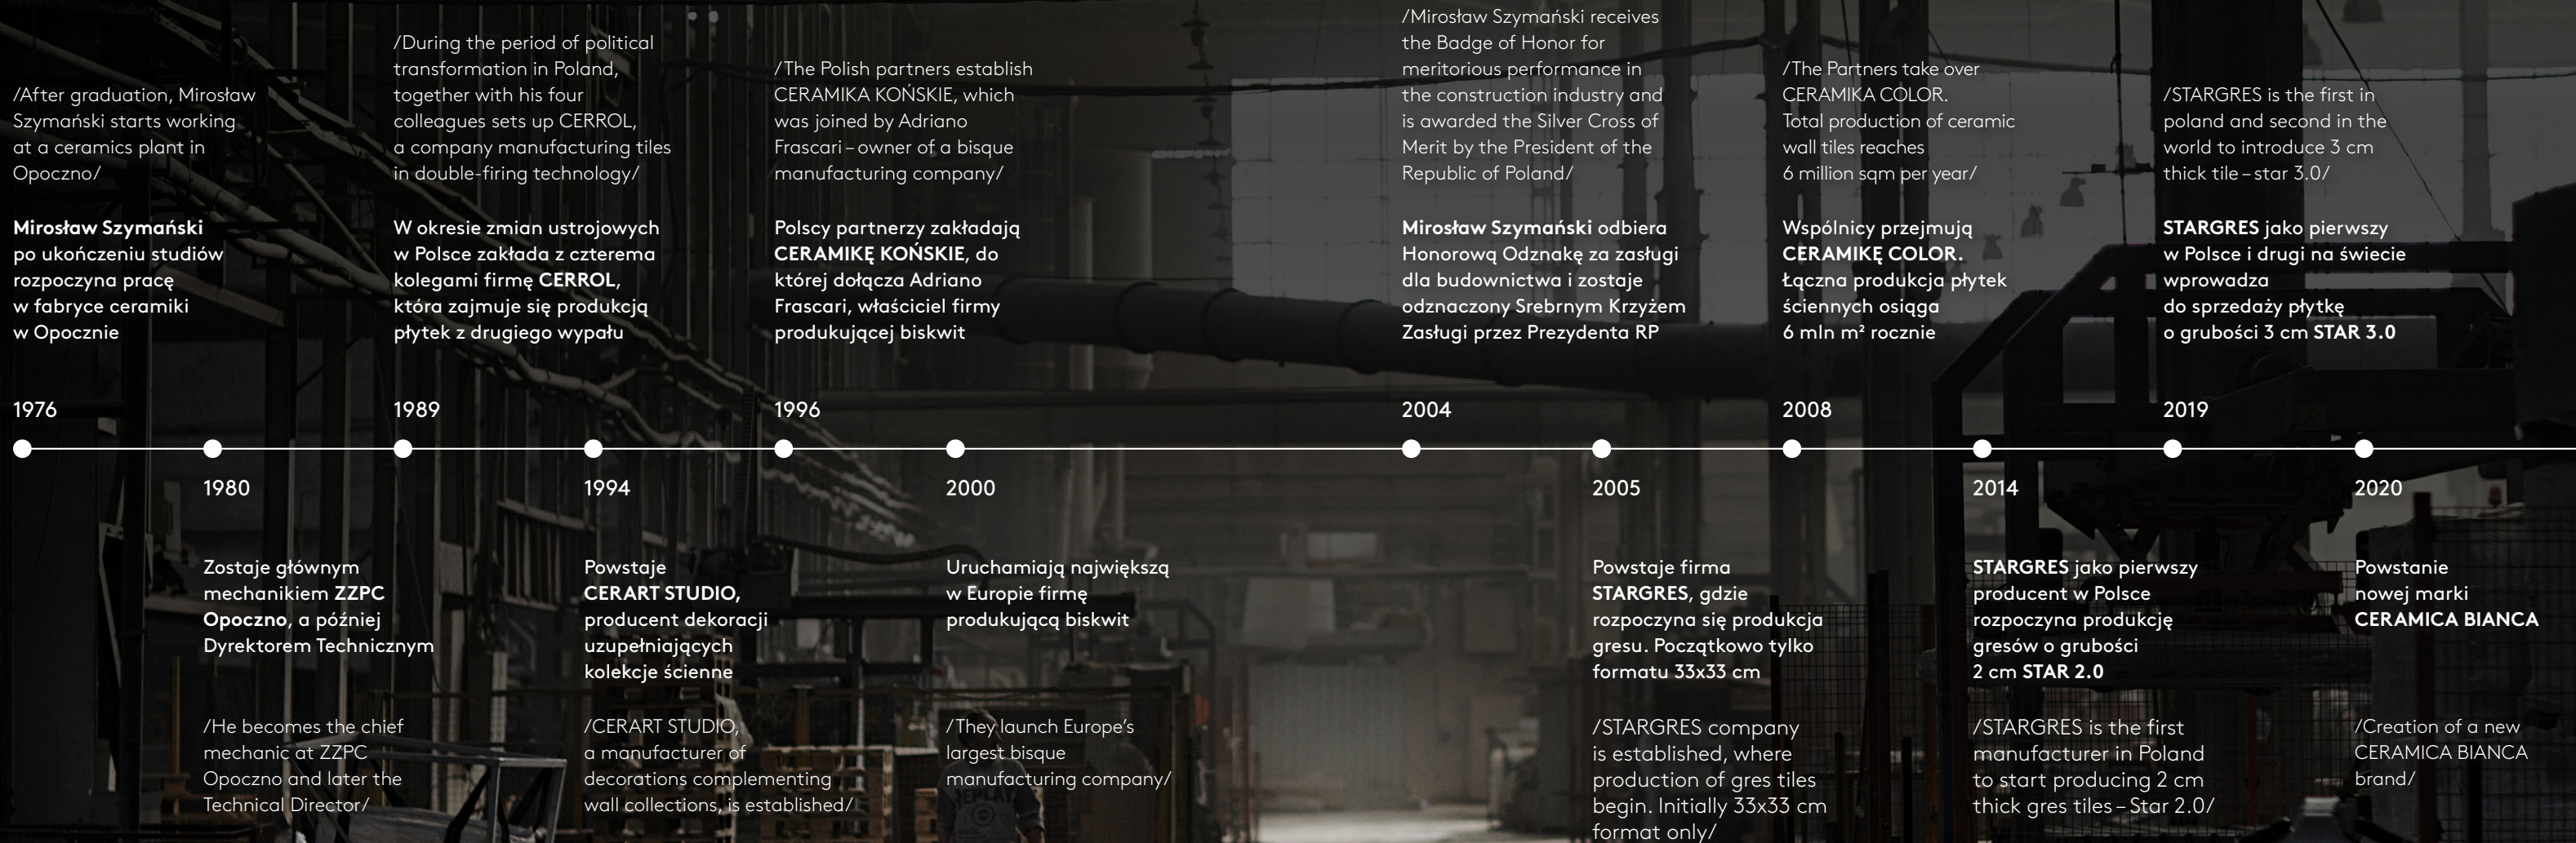 /After graduation, Mirosław
Szymański starts working
at a ceramics plant in
Opoczno/
Mirosław Szymański
po ukończeniu studiów
rozpoczyna pracę
w fabryce ceramiki
w Opocznie
1976
1980
Zostaje głównym
mechanikiem ZZPC
Opoczno, a później
Dyrektorem Technicznym
/He becomes the chief
mechanic at ZZPC
Opoczno and later the
Technical Director/
/During the period of political
transformation in Poland,
together with his four
colleagues sets up CERROL,
a company manufacturing tiles
in double-firing technology/
W okresie zmian ustrojowych
w Polsce zakłada z czterema
kolegami firmę CERROL,
która zajmuje się produkcją
płytek z drugiego wypału
1989
1994
Powstaje
CERART STUDIO,
producent dekoracji
uzupełniających
kolekcje ścienne
/CERART STUDIO,
a manufacturer of
decorations complementing
wall collections, is established/
/The Polish partners establish
CERAMIKA KOŃSKIE, which
was joined by Adriano
Frascari – owner of a bisque
manufacturing company/
Polscy partnerzy zakładają
CERAMIKĘ KOŃSKIE, do
której dołącza Adriano
Frascari, właściciel firmy
produkującej biskwit
1996
2000
Uruchamiają największą
w Europie firmę
produkującą biskwit
/They launch Europe's
largest bisque
manufacturing company/
/Mirosław Szymański receives
the Badge of Honor for
meritorious performance in
the construction industry and
is awarded the Silver Cross of
Merit by the President of the
Republic of Poland/
Mirosław Szymański odbiera
Honorową Odznakę za zasługi
dla budownictwa i zostaje
odznaczony Srebrnym Krzyżem
Zasługi przez Prezydenta RP
2004
2005
Powstaje firma
STARGRES, gdzie
rozpoczyna się produkcja
gresu. Początkowo tylko
formatu 33x33 cm
/STARGRES company
is established, where
production of gres tiles
begin. Initially 33x33 cm
format only/
/The Partners take over
CERAMIKA COLOR.
Total production of ceramic
wall tiles reaches
6 million sqm per year/
Wspólnicy przejmują
CERAMIKĘ COLOR.
Łączna produkcja płytek
ściennych osiąga
6 mln m² rocznie
2008
2014
STARGRES jako pierwszy
producent w Polsce
rozpoczyna produkcję
gresów o grubości
2 cm STAR 2.0
/STARGRES is the first
manufacturer in Poland
to start producing 2 cm
thick gres tiles – Star 2.0/
/STARGRES is the first in
poland and second in the
world to introduce 3 cm
thick tile – star 3.0/
STARGRES jako pierwszy
w Polsce i drugi na świecie
wprowadza
do sprzedaży płytkę
o grubości 3 cm STAR 3.0
2019
2020
Powstanie
nowej marki
CERAMICA BIANCA
/Creation of a new
CERAMICA BIANCA
brand/